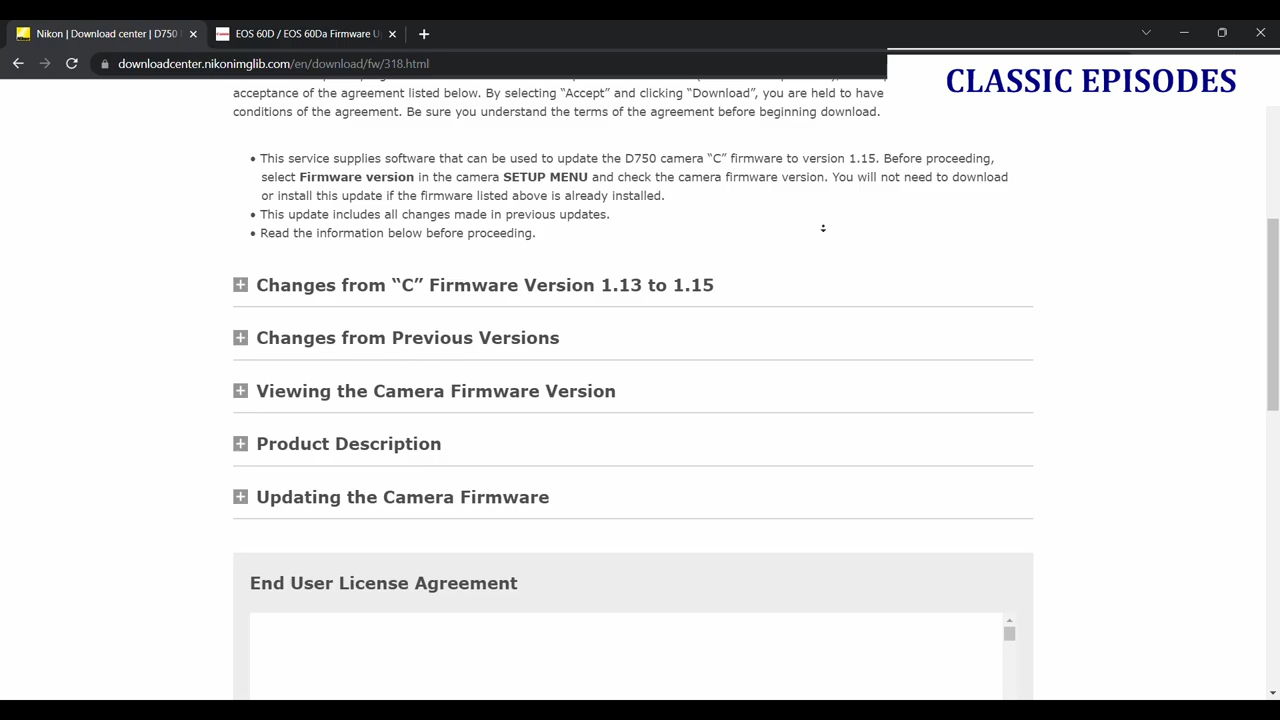 Nikon | Download center | D750
EOS 60D / EOS 60Da Firmware U
downloadcenter.nikonimglib.com/en/download/fw/318.html
CLASSIC EPISODES
acceptance of the agreement listed below. By selecting “Accept” and clicking “Download”, you are held to have
conditions of the agreement. Be sure you understand the terms of the agreement before beginning download.
• This service supplies software that can be used to update the D750 camera “C” firmware to version 1.15. Before proceeding,
select Firmware version in the camera SETUP MENU and check the camera firmware version. You will not need to download
or install this update if the firmware listed above is already installed.
• This update includes all changes made in previous updates.
• Read the information below before proceeding.
Changes from “C” Firmware Version 1.13 to 1.15
Changes from Previous Versions
Viewing the Camera Firmware Version
Product Description
Updating the Camera Firmware
End User License Agreement